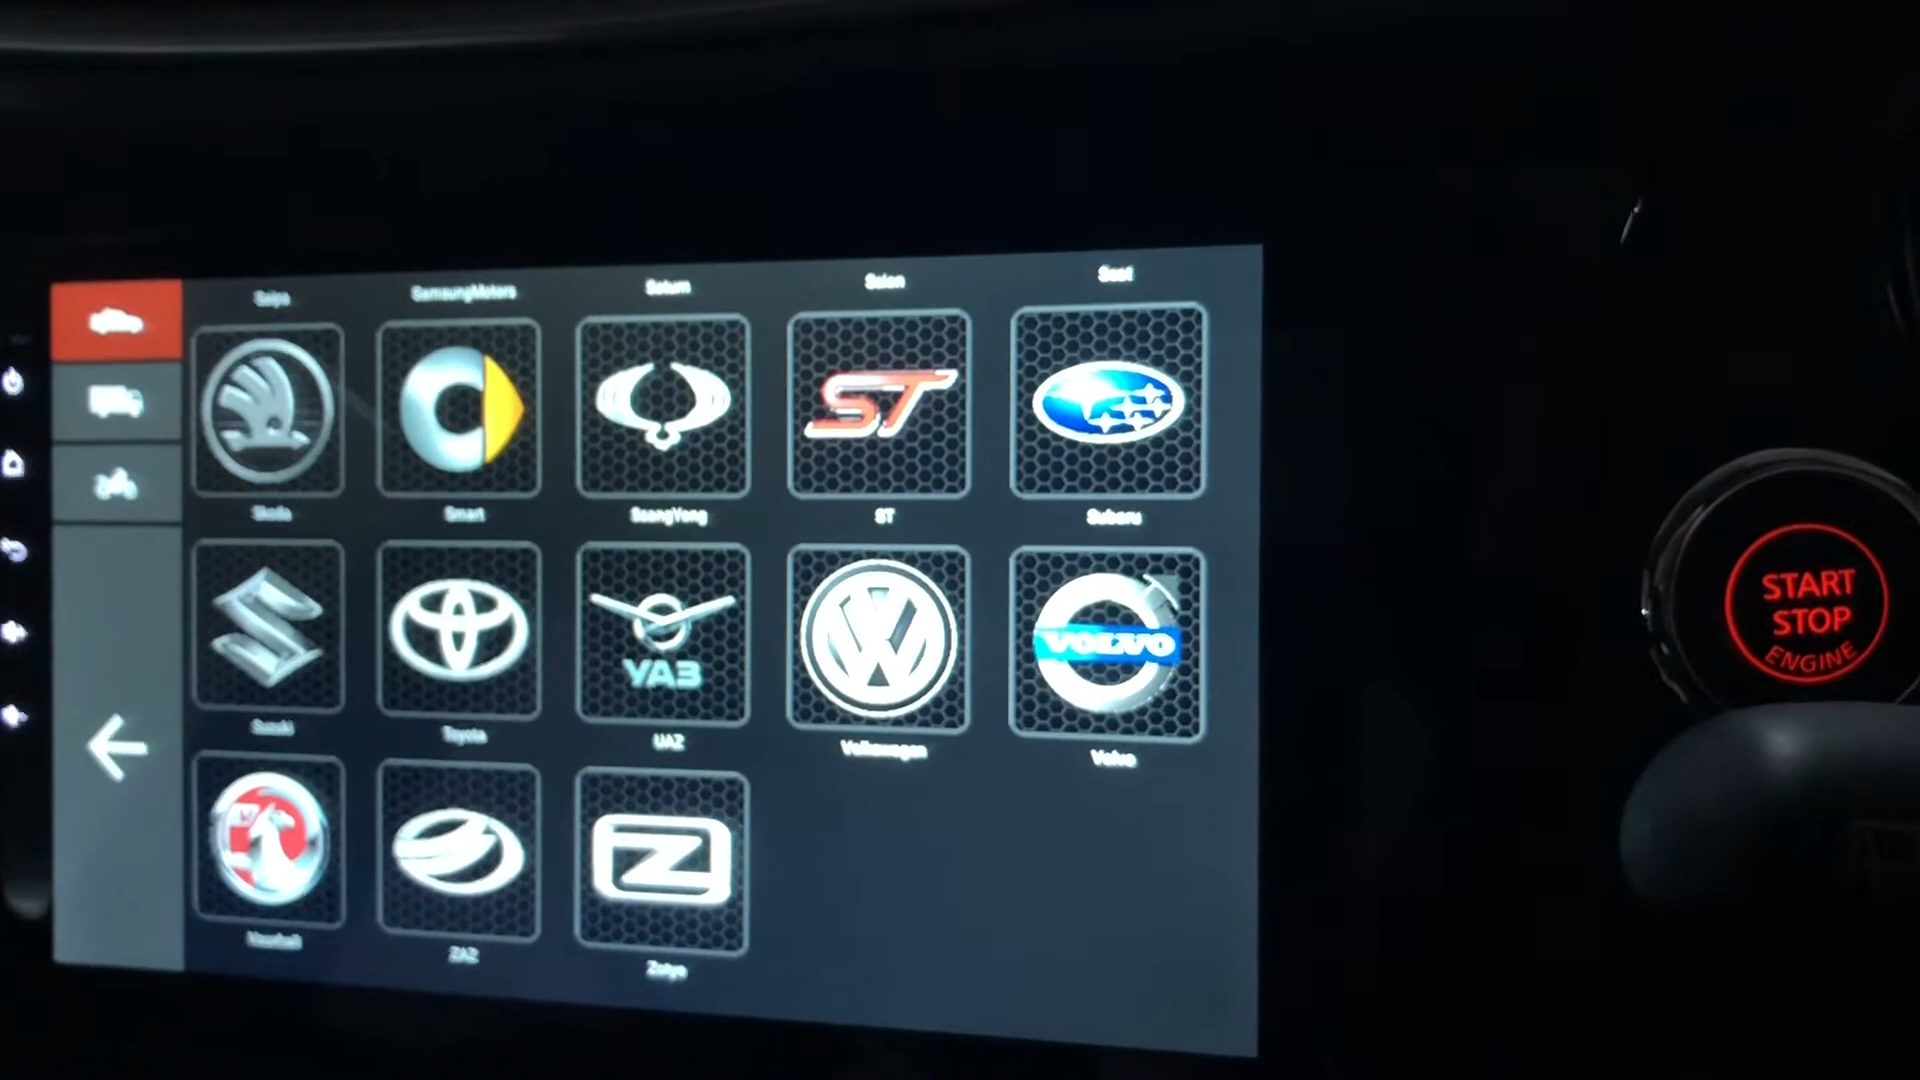 Saipa SamsungMotors Saturn Scion Seat
ST
Skoda Smart SsangYong ST Subaru
УАЗ VOLVO
Suzuki Toyota UAZ Volkswagen Volvo
Vauxhall ZAZ Zotye
START
STOP
ENGINE